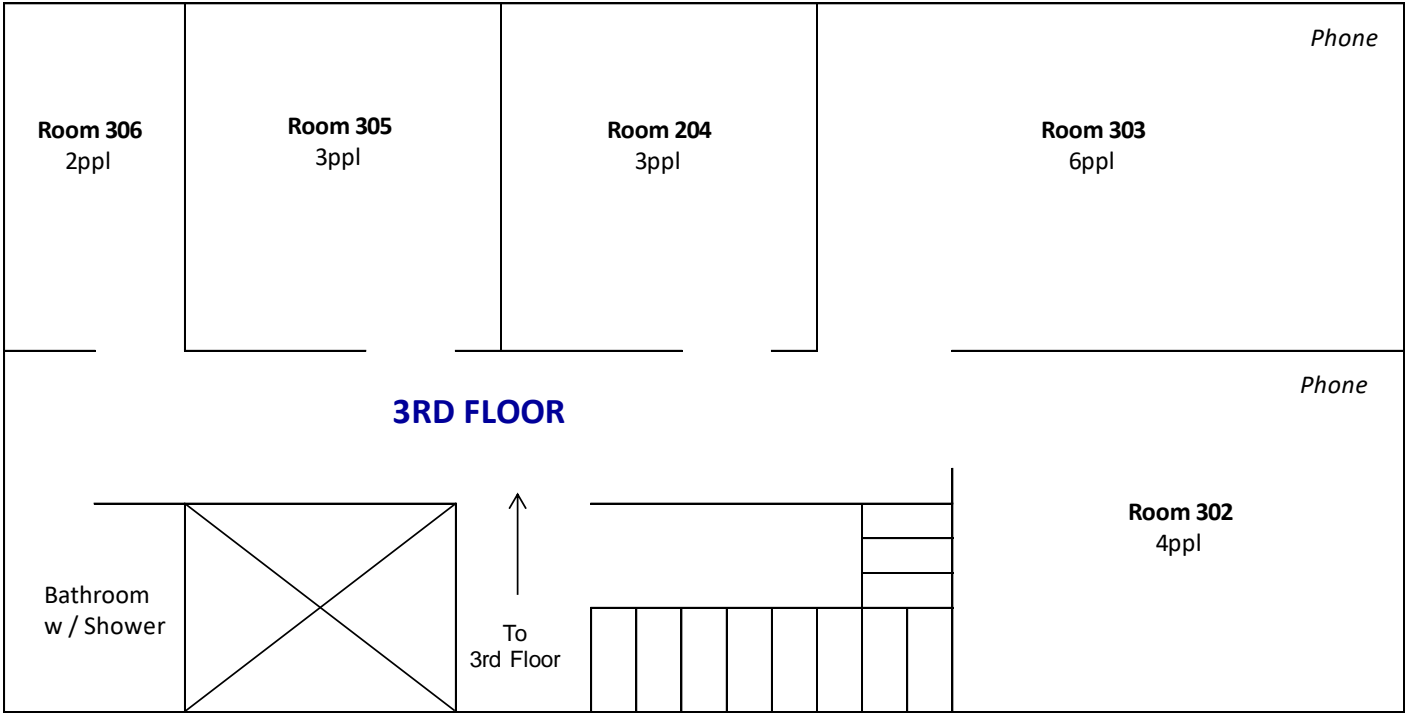 Phone
Room 306
2ppl
Room 305
3ppl
Room 204
3ppl
Room 303
6ppl
3RD FLOOR
Phone
Room 302
4ppl
Bathroom
w / Shower
To
3rd Floor